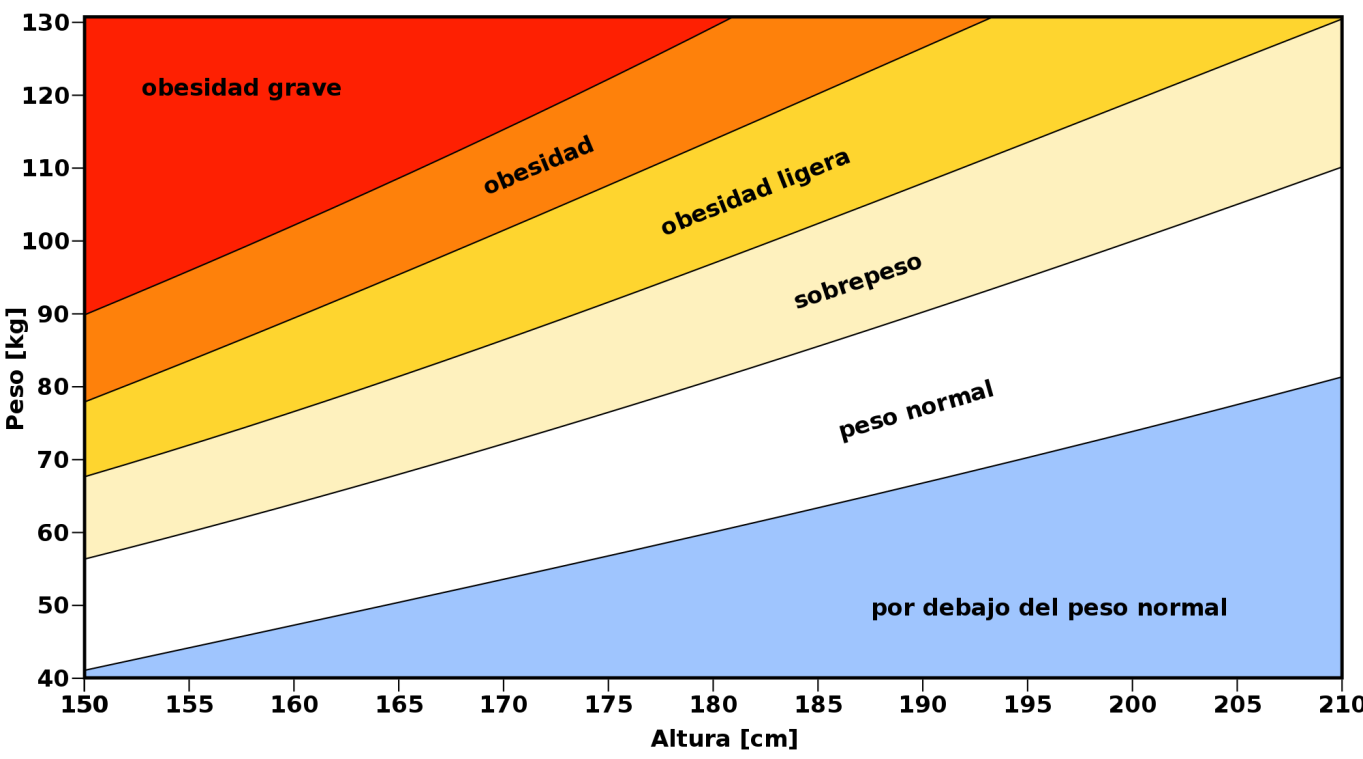 130
120
110
100
90
80
70
60
50
40
Peso [kg]
obesidad grave
obesidad
obesidad ligera
sobrepeso
peso normal
por debajo del peso normal
150 155 160 165 170 175 180 185 190 195 200 205 210
Altura [cm]